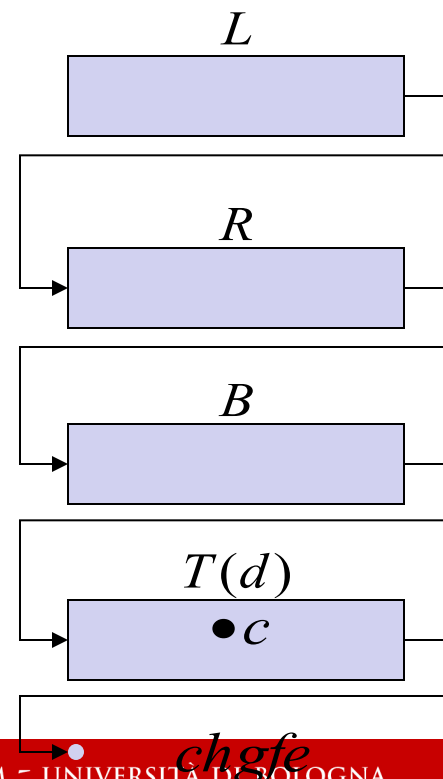 L
R
B
T(d)
● c
chgfe
M – UNIVERSITÀ DI BOLOGNA